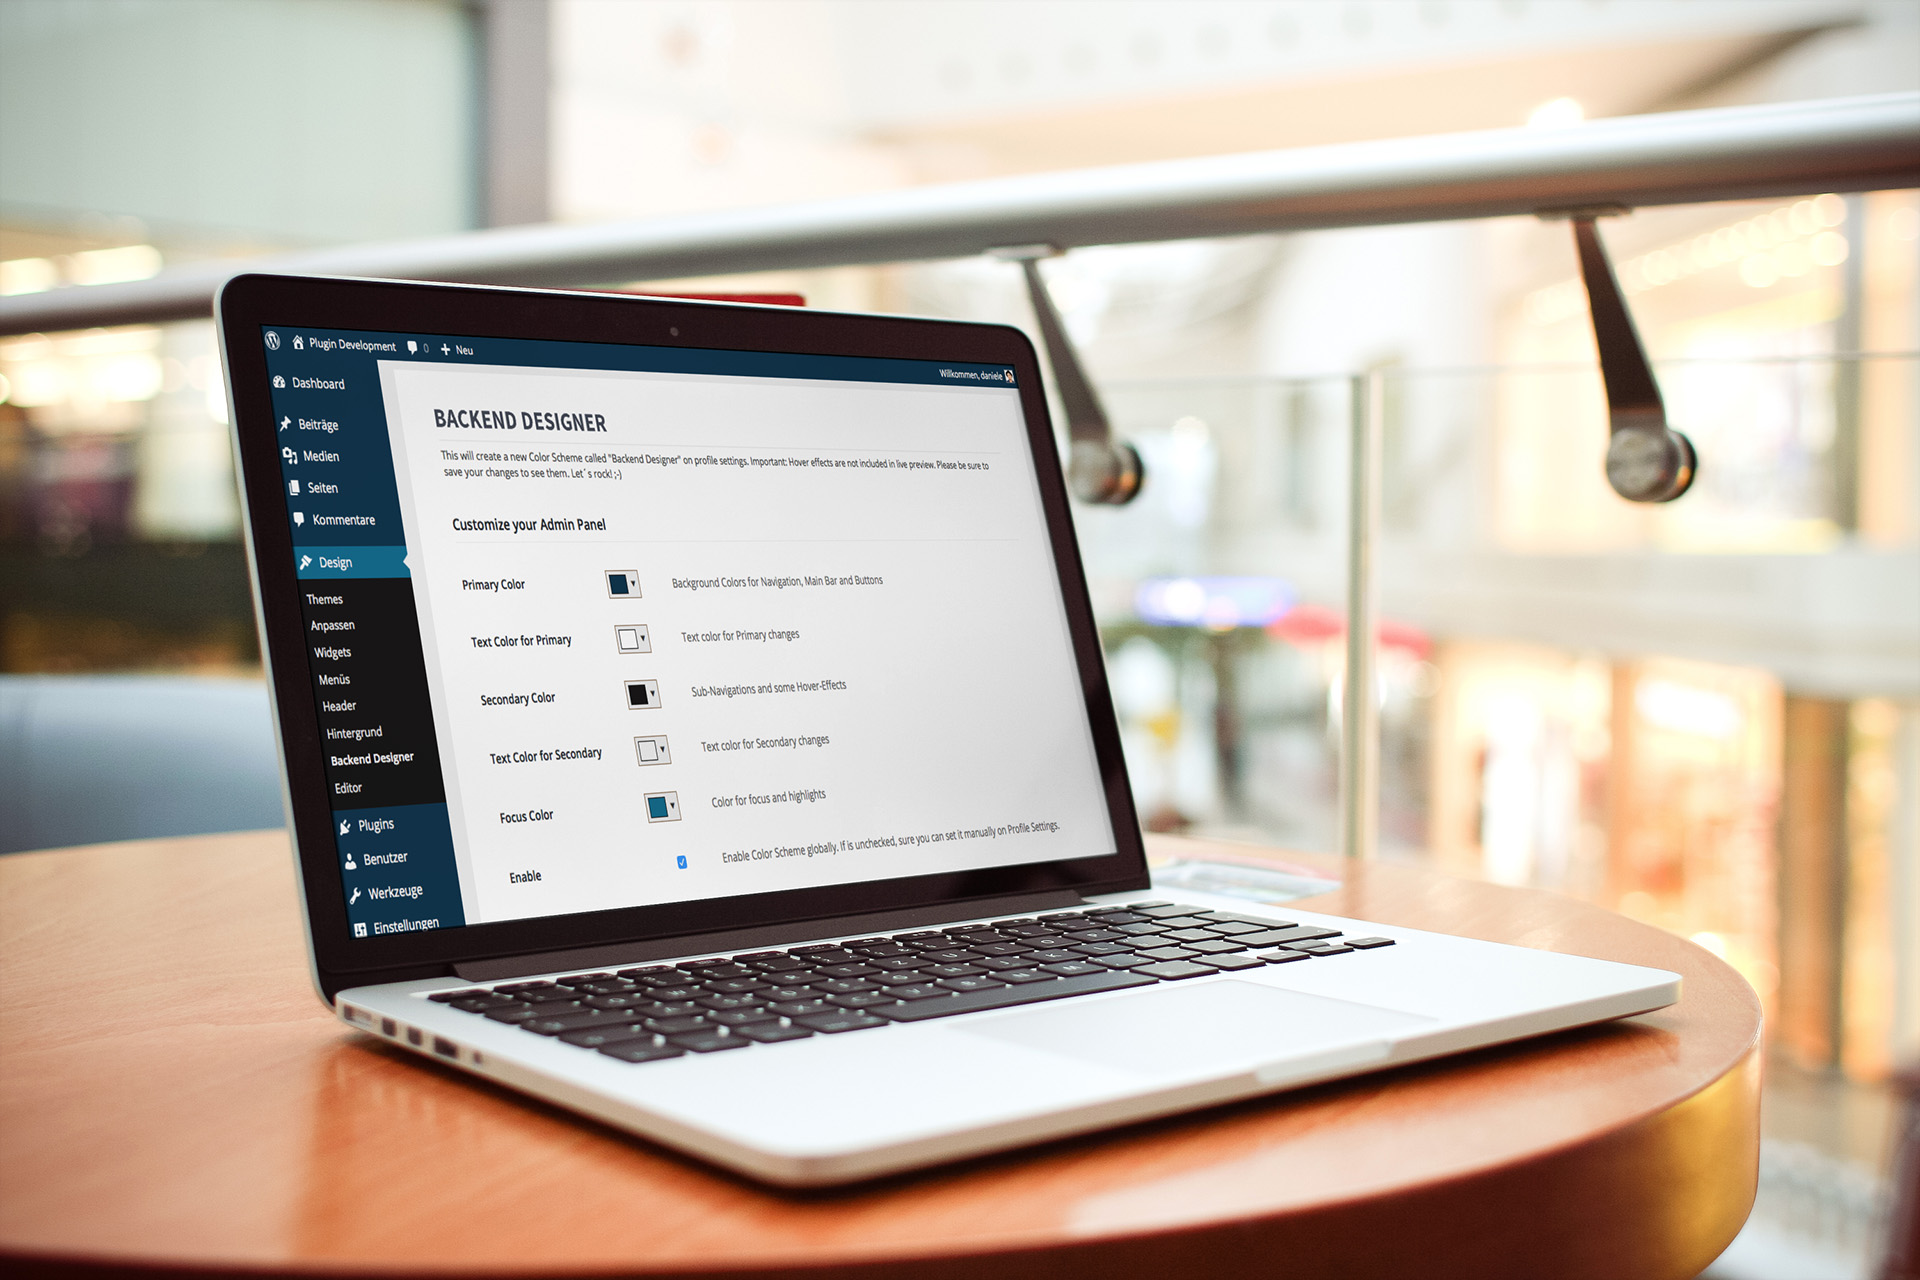 Plugin Development 0 + Neu
Willkommen, daniele
Dashboard
Beiträge
Medien
Seiten
Kommentare
Design
Themes
Anpassen
Widgets
Menüs
Header
Hintergrund
Backend Designer
Editor
Plugins
Benutzer
Werkzeuge
Einstellungen
BACKEND DESIGNER
This will create a new Color Scheme called "Backend Designer" on profile settings. Important: Hover effects are not included in live preview. Please be sure to
save your changes to see them. Let´s rock! ;-)
Customize your Admin Panel
Primary Color Background Colors for Navigation, Main Bar and Buttons
Text Color for Primary Text color for Primary changes
Secondary Color Sub-Navigations and some Hover-Effects
Text Color for Secondary Text color for Secondary changes
Focus Color Color for focus and highlights
Enable Enable Color Scheme globally. If is unchecked, sure you can set it manually on Profile Settings.